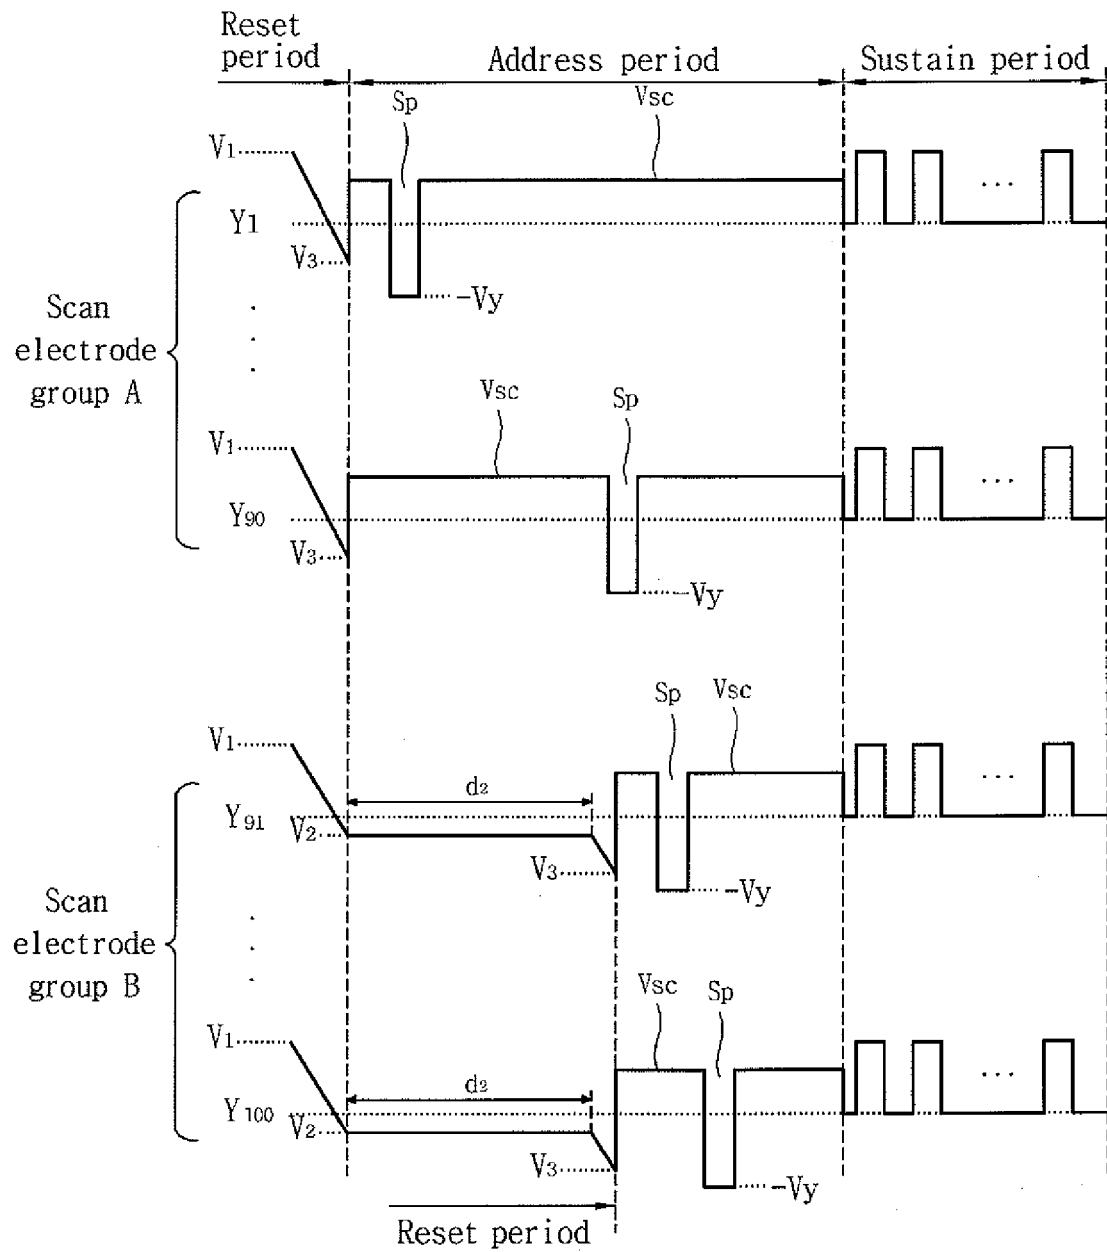 Reset
period
Address period
Sustain period
Sp
Vsc
V1
Y1
V3
-Vy
Scan
electrode
group A
Vsc
Sp
V1
Y90
V3
-Vy
Sp
Vsc
V1
d2
Y91
V2
V3
-Vy
Scan
electrode
group B
Vsc
Sp
V1
d2
Y100
V2
V3
-Vy
Reset period